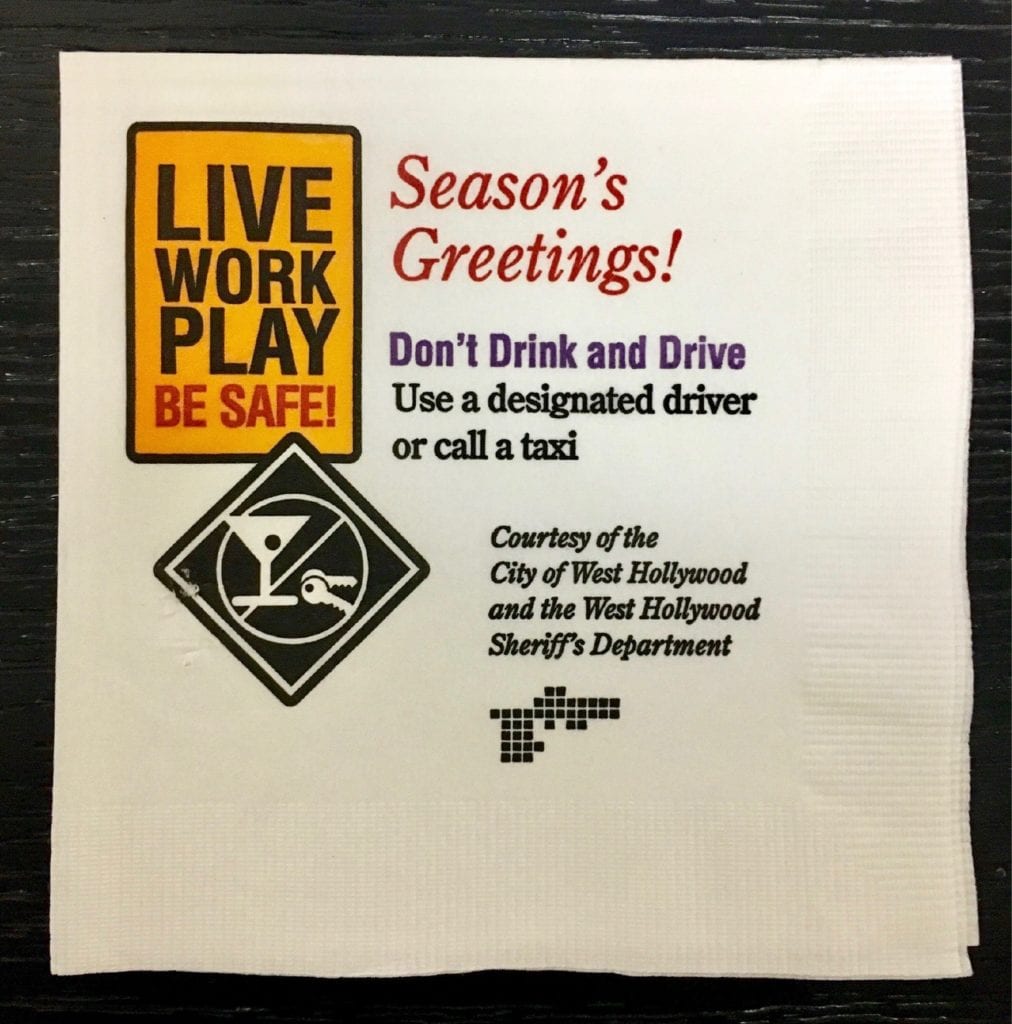 LIVE
WORK
PLAY
BE SAFE!
Season's
Greetings!
Don't Drink and Drive
Use a designated driver
or call a taxi
Courtesy of the
City of West Hollywood
and the West Hollywood
Sheriff's Department